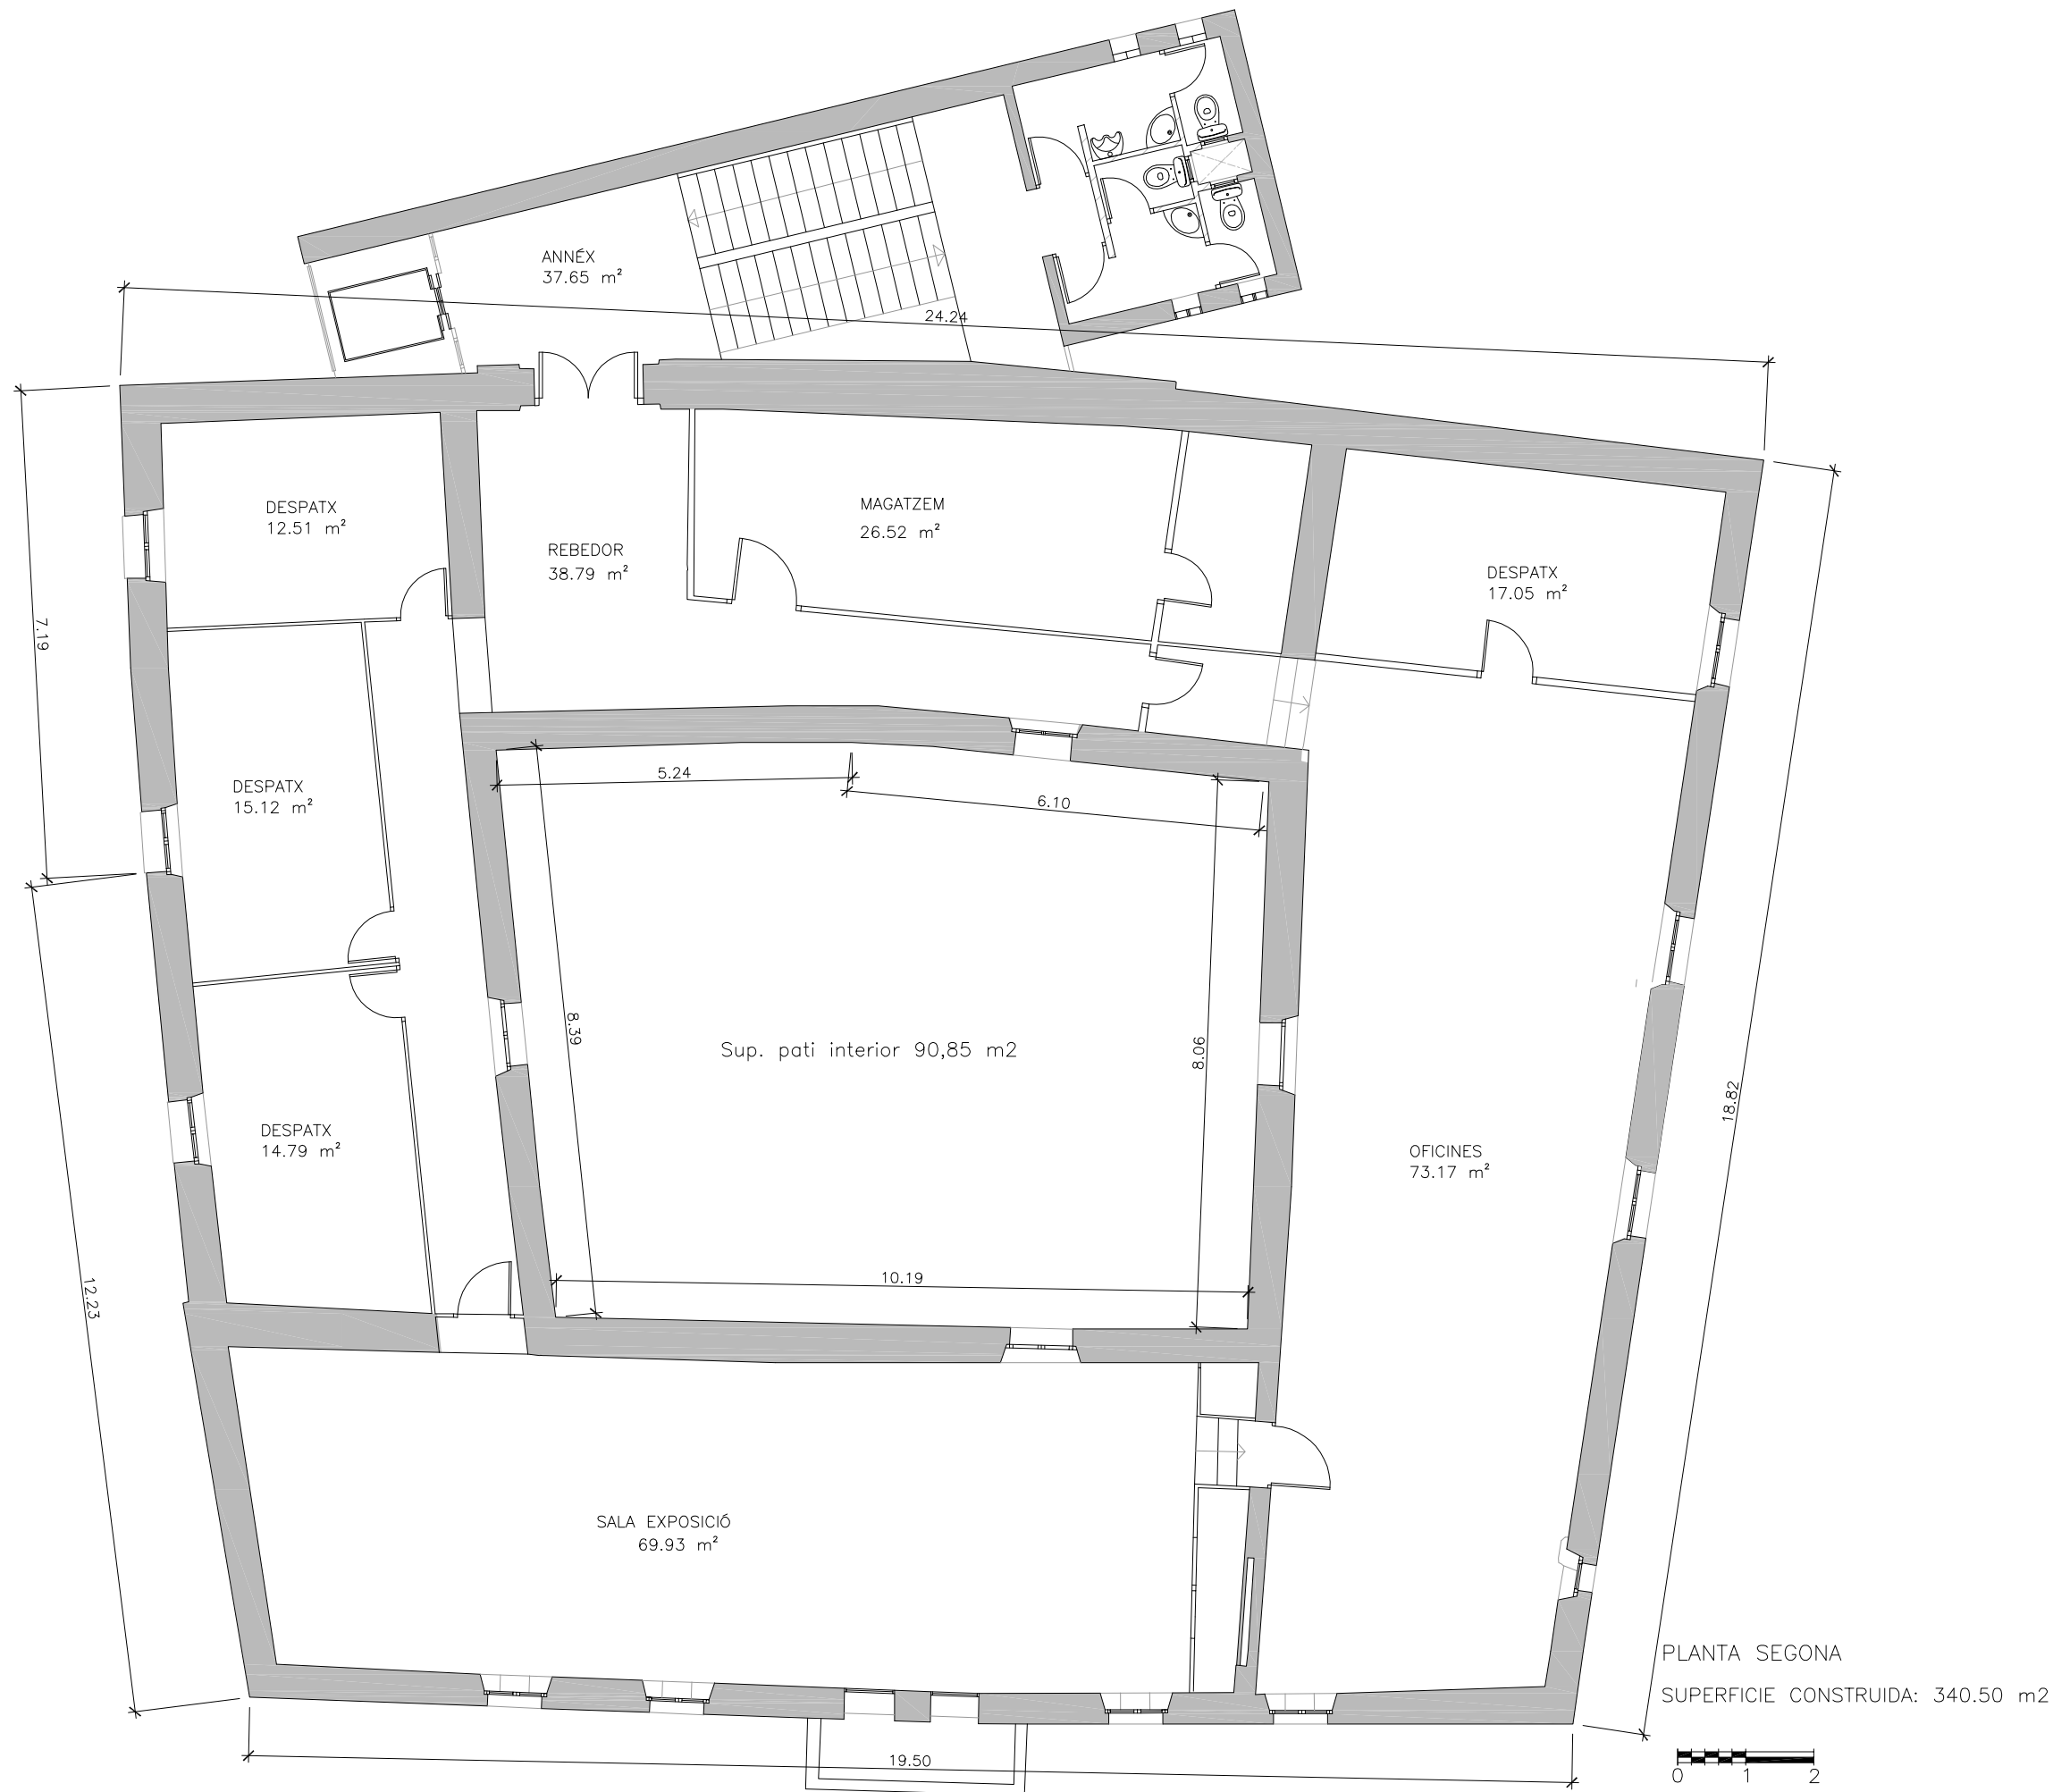 ANNÉX
37.65 m²
24.24
DESPATX
12.51 m²
REBEDOR
38.79 m²
MAGATZEM
26.52 m²
DESPATX
17.05 m²
7.19
5.24
6.10
DESPATX
15.12 m²
8.39
Sup. pati interior 90,85 m2
8.06
18.82
DESPATX
14.79 m²
OFICINES
73.17 m²
12.23
10.19
SALA EXPOSICIÓ
69.93 m²
PLANTA SEGONA
SUPERFICIE CONSTRUIDA: 340.50 m2
19.50
0 1 2